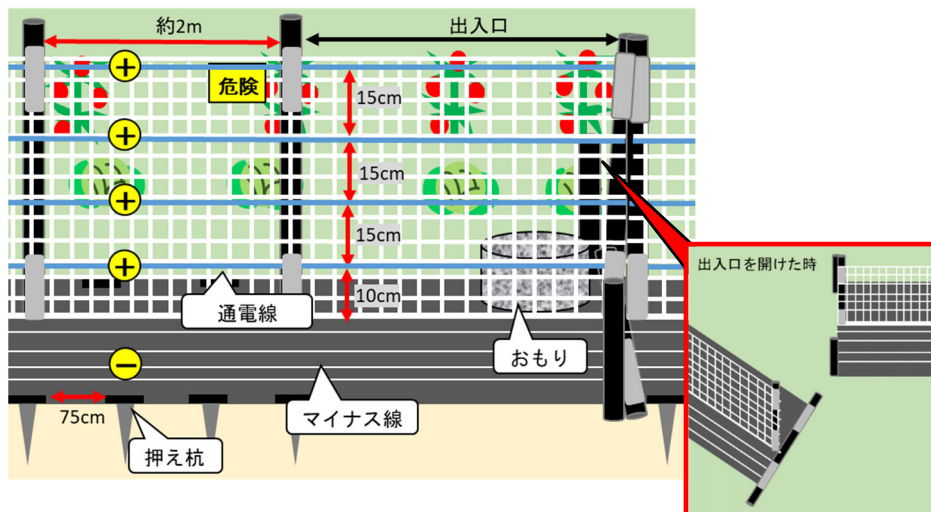 約2m
出入口
＋
危険
15cm
＋
15cm
＋
15cm
＋
10cm
通電線
おもり
－
マイナス線
75cm
押え杭
出入口を開けた時